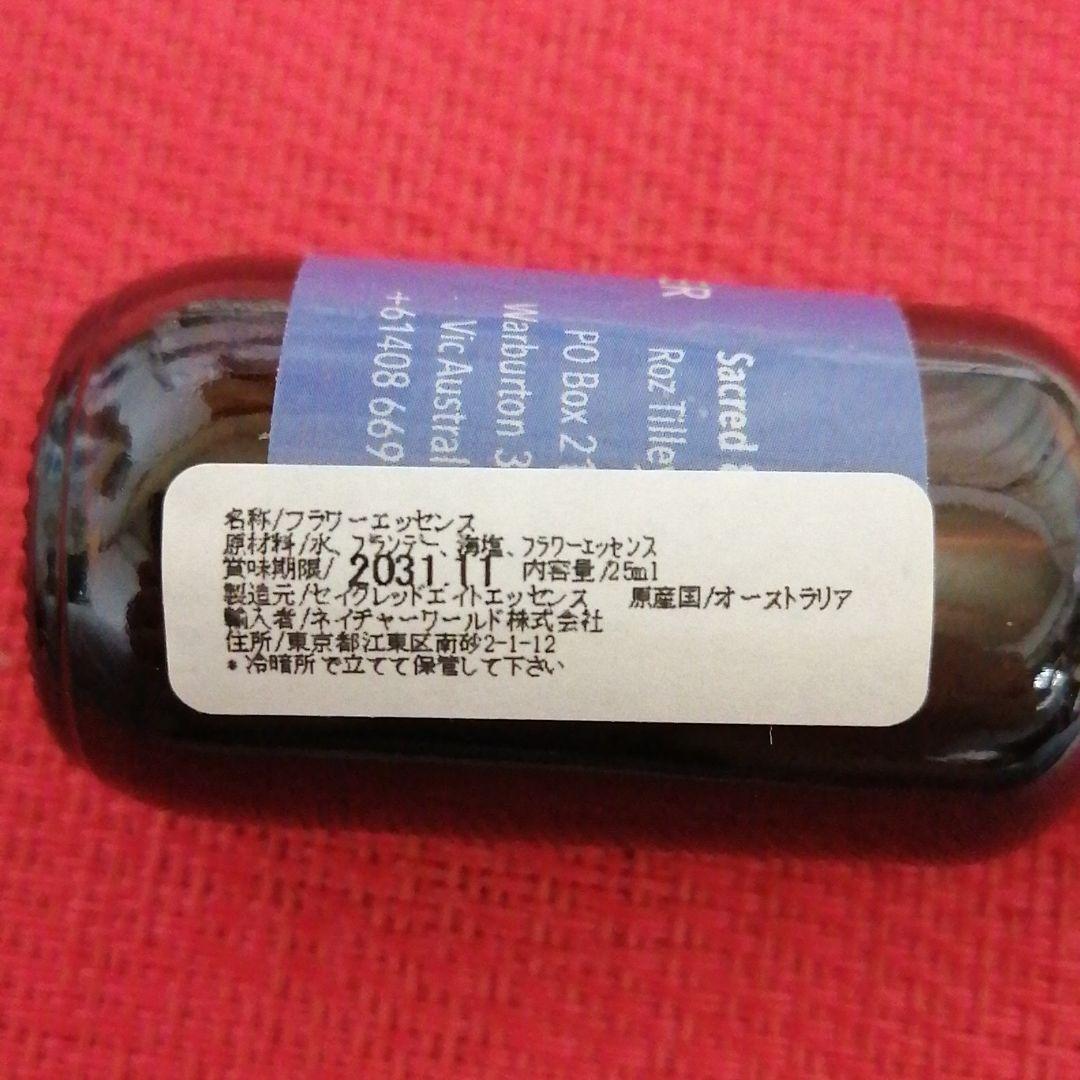 名称/フラワーエッセンス
原材料/水、ブランデー、海塩、フラワーエッセンス
賞味期限/ 2031.11 内容量/25ml
製造元/セイクレッドエイトエッセンス 原産国/オーストラリア
輸入者/ネイチャーワールド株式会社
住所/東京都江東区南砂2-1-12
*冷暗所で立てて保管して下さい
ER
Sacred
Roz Tilley
PO Box 21
Warburton 3
Vic Austral
+61408 669